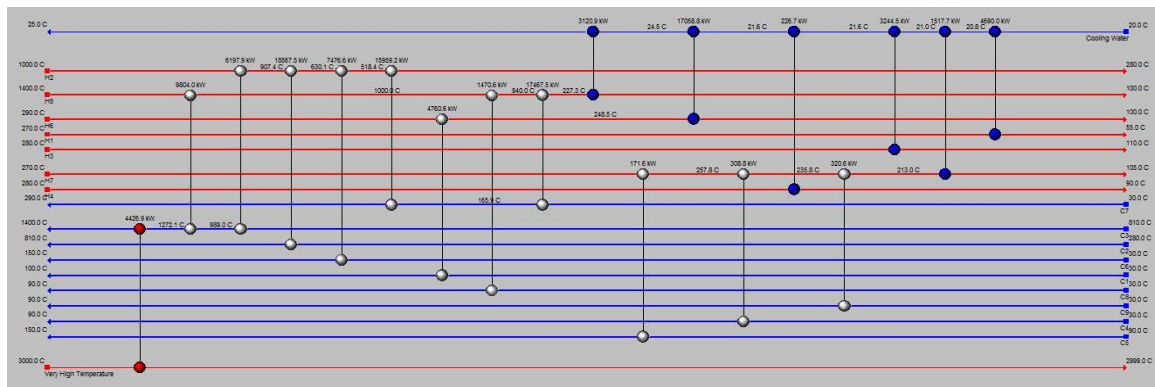 25.0 C 3120.9 kW 24.5 C 17058.8 kW 21.6 C 226.7 kW 21.6 C 3244.5 kW 21.0 C 1517.7 kW 20.8 C 4690.0 kW 20.0 C
Cooling Water
1000.0 C 6197.9 kW 907.4 C 18567.5 kW 630.1 C 7476.6 kW 518.4 C 15959.2 kW 280.0 C
H2
1400.0 C 9804.0 kW 1470.6 kW 940.0 C 17467.5 kW 227.3 C 100.0 C
H5
290.0 C 4760.6 kW 248.5 C 100.0 C
H6
270.0 C 55.0 C
H1
280.0 C 110.0 C
H3
270.0 C 171.6 kW 257.8 C 308.8 kW 235.8 C 320.6 kW 213.0 C 105.0 C
H7
280.0 C 90.0 C
H4
290.0 C 165.9 C 30.0 C
C7
1400.0 C 4426.9 kW 1272.1 C 989.0 C 810.0 C
C3
810.0 C 280.0 C
C2
150.0 C 30.0 C
C6
100.0 C 30.0 C
C1
90.0 C 30.0 C
C8
90.0 C 30.0 C
C9
90.0 C 30.0 C
C4
150.0 C 90.0 C
C5
3000.0 C 2999.0 C
Very High Temperature